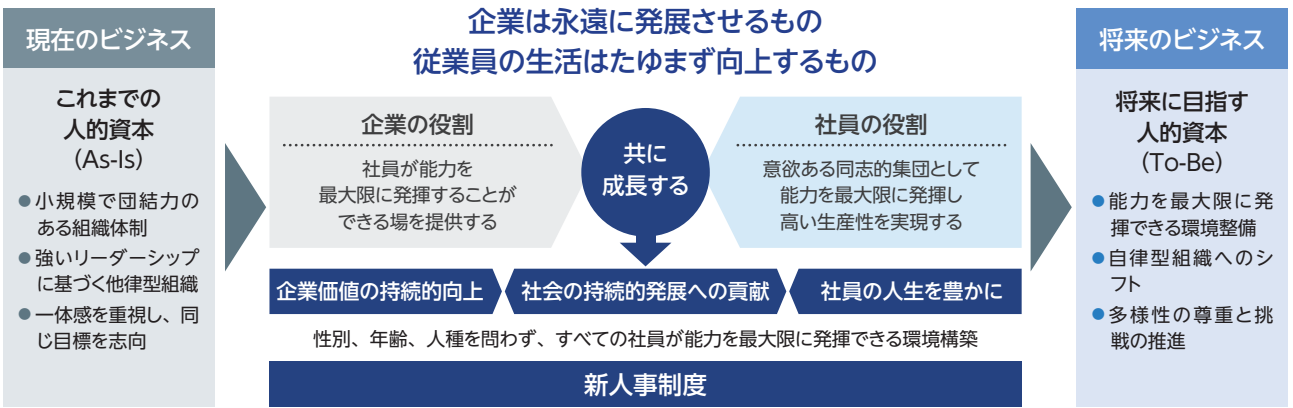 現在のビジネス
これまでの
人的資本
(As-Is)
●小規模で団結力の
ある組織体制
●強いリーダーシップ
に基づく他律型組織
●一体感を重視し、同
じ目標を志向
企業は永遠に発展させるもの
従業員の生活はたゆまず向上するもの
企業の役割
社員が能力を
最大限に発揮することが
できる場を提供する
共に
成長する
社員の役割
意欲ある同志的集団として
能力を最大限に発揮し
高い生産性を実現する
企業価値の持続的向上
社会の持続的発展への貢献
社員の人生を豊かに
性別、年齢、人種を問わず、すべての社員が能力を最大限に発揮できる環境構築
新人事制度
将来のビジネス
将来に目指す
人的資本
(To-Be)
●能力を最大限に発
揮できる環境整備
●自律型組織へのシ
フト
●多様性の尊重と挑
戦の推進